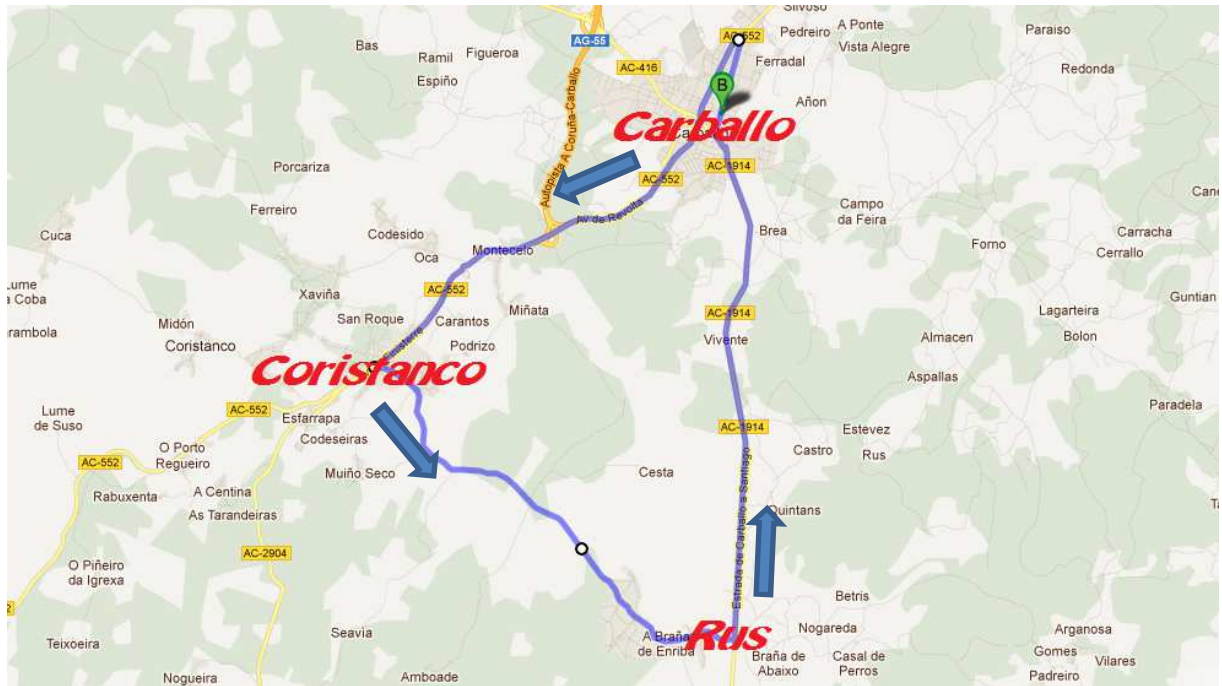 Silvoso
AC-552
Pedreiro
A Ponte
Vista Alegre
Paraiso
Bas
Ramil
Figueroa
Espiño
AG-55
AC-416
Ferradal
Redonda
Añon
B
Carballo
Autopista A Coruña-Carballo
Porcariza
AC-552
AC-1914
Ferreiro
Av de Revolta
Campo
da Feira
Cuca
Codesido
Oca
Montecelo
Brea
Forno
Carracha
Cerrallo
Lume
a Coba
Xaviña
AC-552
Miñata
Guntian
Lagarteira
Bolon
arambola
Midón
Coristanco
San Roque
Carantos
Podrizo
Finisterre
AC-1914
Vivente
Almacen
Aspallas
Coristanco
Lume
de Suso
AC-552
Esfarrapa
Codeseiras
Paradela
AC-1914
Estevez
Rus
Castro
O Porto
Regueiro
AC-552
Rabuxenta
Muiño Seco
A Centina
As Tarandeiras
Cesta
Quintans
Estrada de Carballo a Santiago
AC-2904
O Piñeiro
da Igrexa
Betris
Teixoeira
Seavia
A Braña
de Enriba
Rus
Nogareda
Arganosa
Gomes
Vilares
Padreiro
Braña de
Abaixo
Casal de
Perros
Nogueira
Amboade